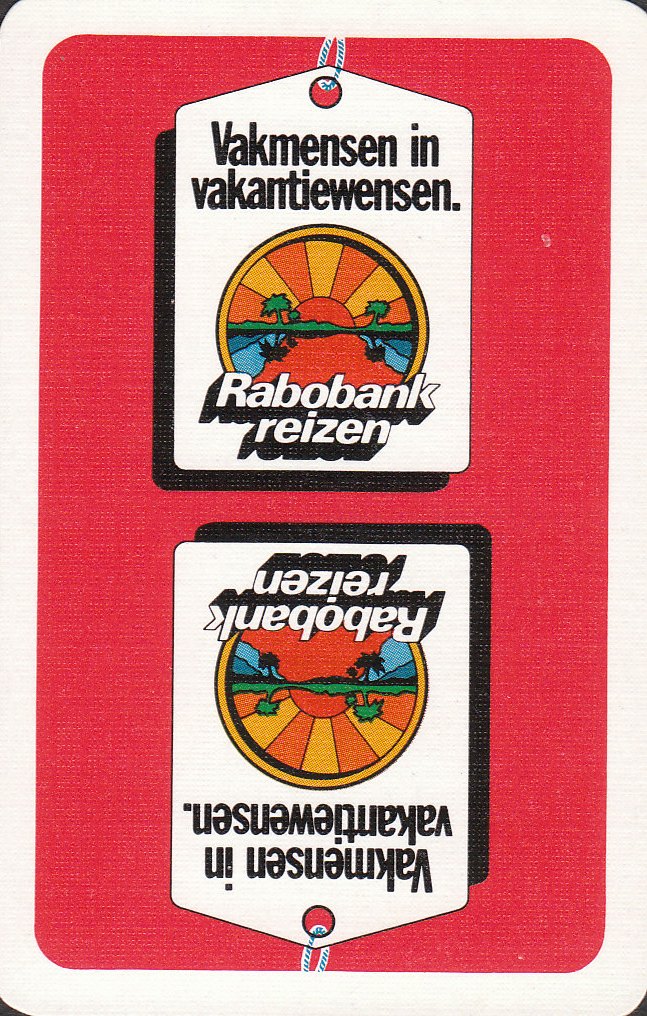 Vakmensen in
vakantiewensen.
Rabobank
reizen
Vakmensen in
vakantiewensen.
Rabobank
reizen